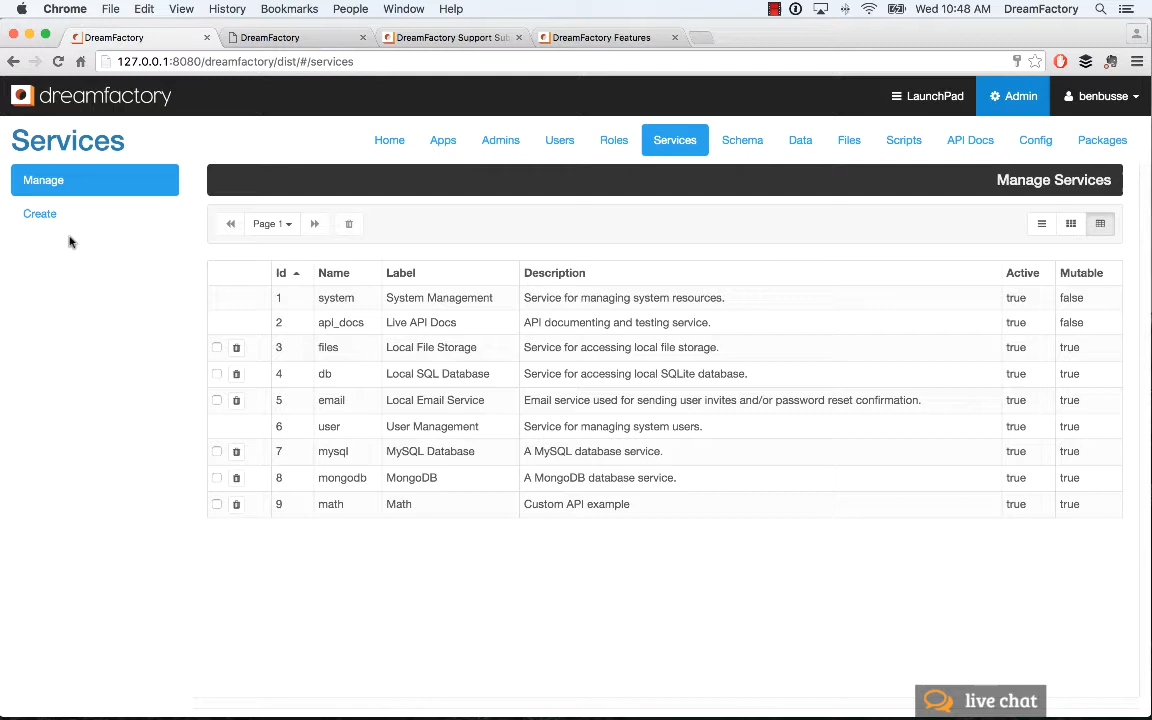 Chrome File Edit View History Bookmarks People Window Help Wed 10:48 AM DreamFactory
DreamFactory DreamFactory DreamFactory Support Sub DreamFactory Features
127.0.0.1:8080/dreamfactory/dist/#/services
dreamfactory LaunchPad Admin benbusse
Services Home Apps Admins Users Roles Services Schema Data Files Scripts API Docs Config Packages
Manage Manage Services
Create Page 1
Id Name Label Description Active Mutable
1 system System Management Service for managing system resources. true false
2 api_docs Live API Docs API documenting and testing service. true false
3 files Local File Storage Service for accessing local file storage. true true
4 db Local SQL Database Service for accessing local SQLite database. true true
5 email Local Email Service Email service used for sending user invites and/or password reset confirmation. true true
6 user User Management Service for managing system users. true true
7 mysql MySQL Database A MySQL database service. true true
8 mongodb MongoDB A MongoDB database service. true true
9 math Math Custom API example true true
live chat